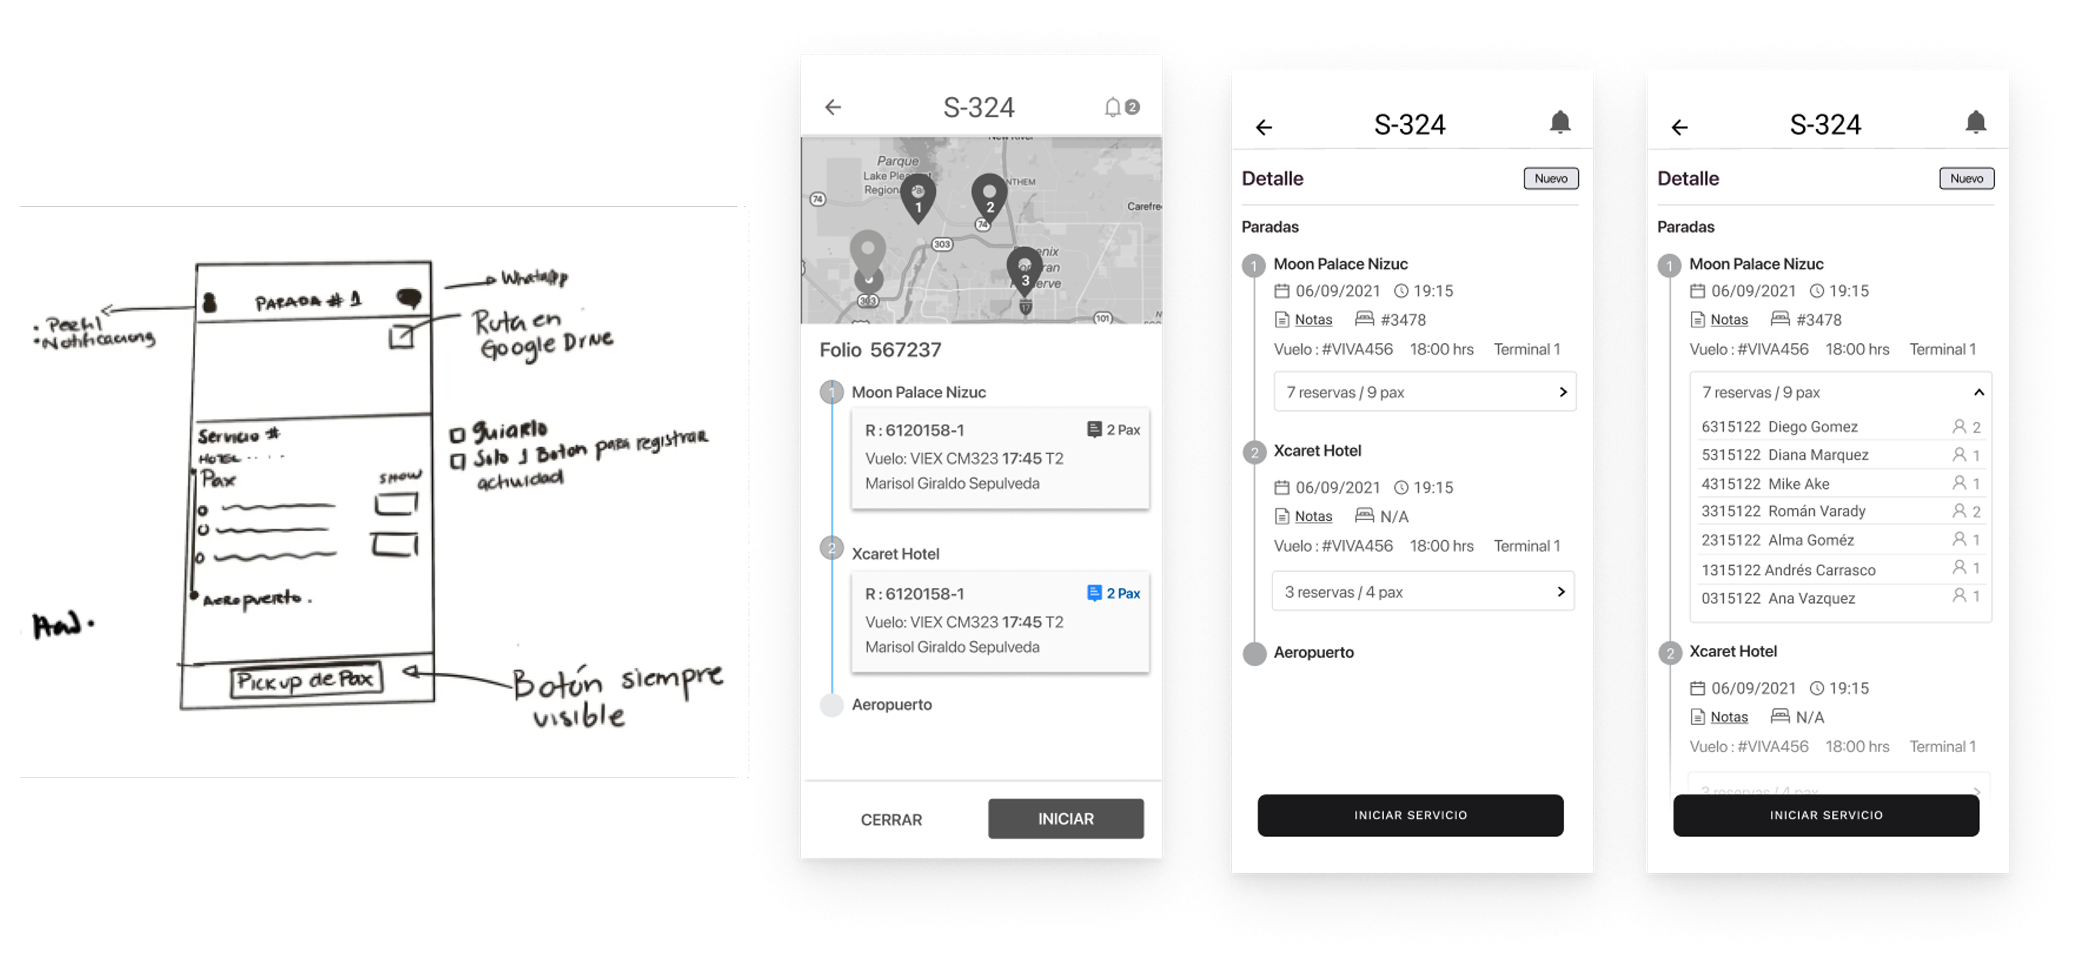 PARADA # 1
WhatsApp
• Perfil
• Notificaciong
Ruta en
Google Drive
Servicio #
HOTEL . . . .
Pax
SHOW
Guiarlo
Solo 1 Boton para registrar
actividad
Aeropuerto.
Pick up de Pax
Botón siempre
visible
S-324
2
New River
Parque
Lake Pleasant
Regional Park
ANTHEM
74
Carefree
1
2
74
303
3
303
17
101
Folio 567237
1
Moon Palace Nizuc
R : 6120158-1
2 Pax
Vuelo: VIEX CM323 17:45 T2
Marisol Giraldo Sepulveda
2
Xcaret Hotel
R : 6120158-1
2 Pax
Vuelo: VIEX CM323 17:45 T2
Marisol Giraldo Sepulveda
Aeropuerto
CERRAR
INICIAR
S-324
Detalle
Nuevo
Paradas
1
Moon Palace Nizuc
06/09/2021 19:15
Notas #3478
Vuelo : #VIVA456 18:00 hrs Terminal 1
7 reservas / 9 pax
2
Xcaret Hotel
06/09/2021 19:15
Notas N/A
Vuelo : #VIVA456 18:00 hrs Terminal 1
3 reservas / 4 pax
Aeropuerto
INICIAR SERVICIO
S-324
Detalle
Nuevo
Paradas
1
Moon Palace Nizuc
06/09/2021 19:15
Notas #3478
Vuelo : #VIVA456 18:00 hrs Terminal 1
7 reservas / 9 pax
6315122 Diego Gomez 2
5315122 Diana Marquez 1
4315122 Mike Ake 1
3315122 Román Varady 2
2315122 Alma Goméz 1
1315122 Andrés Carrasco 1
0315122 Ana Vazquez 1
2
Xcaret Hotel
06/09/2021 19:15
Notas N/A
Vuelo : #VIVA456 18:00 hrs Terminal 1
3 reservas / 4 pax
INICIAR SERVICIO